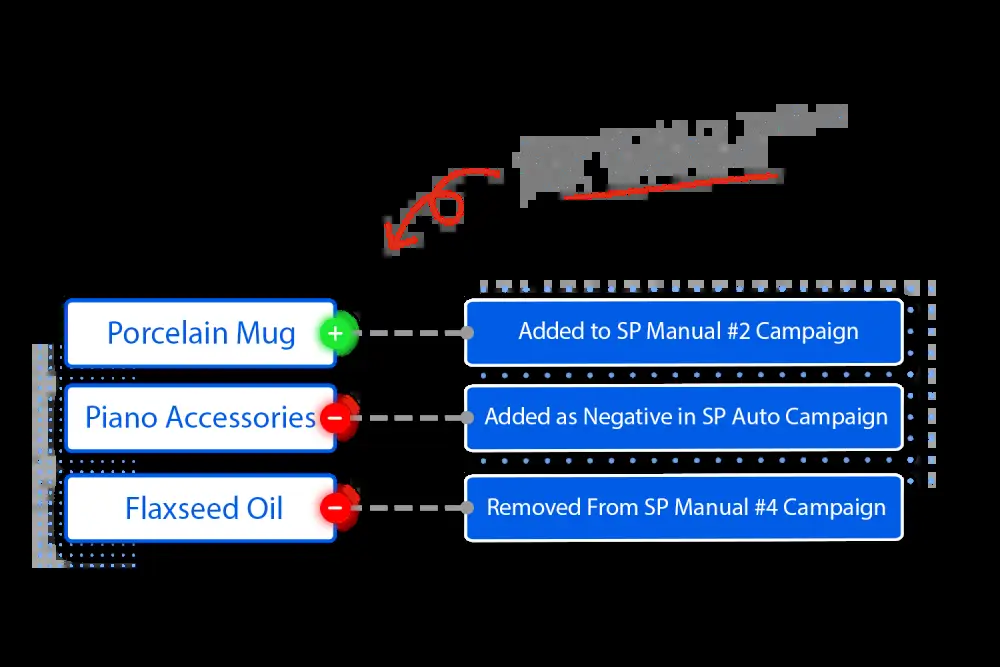 Porcelain Mug
Added to SP Manual #2 Campaign
Piano Accessories
Added as Negative in SP Auto Campaign
Flaxseed Oil
Removed From SP Manual #4 Campaign